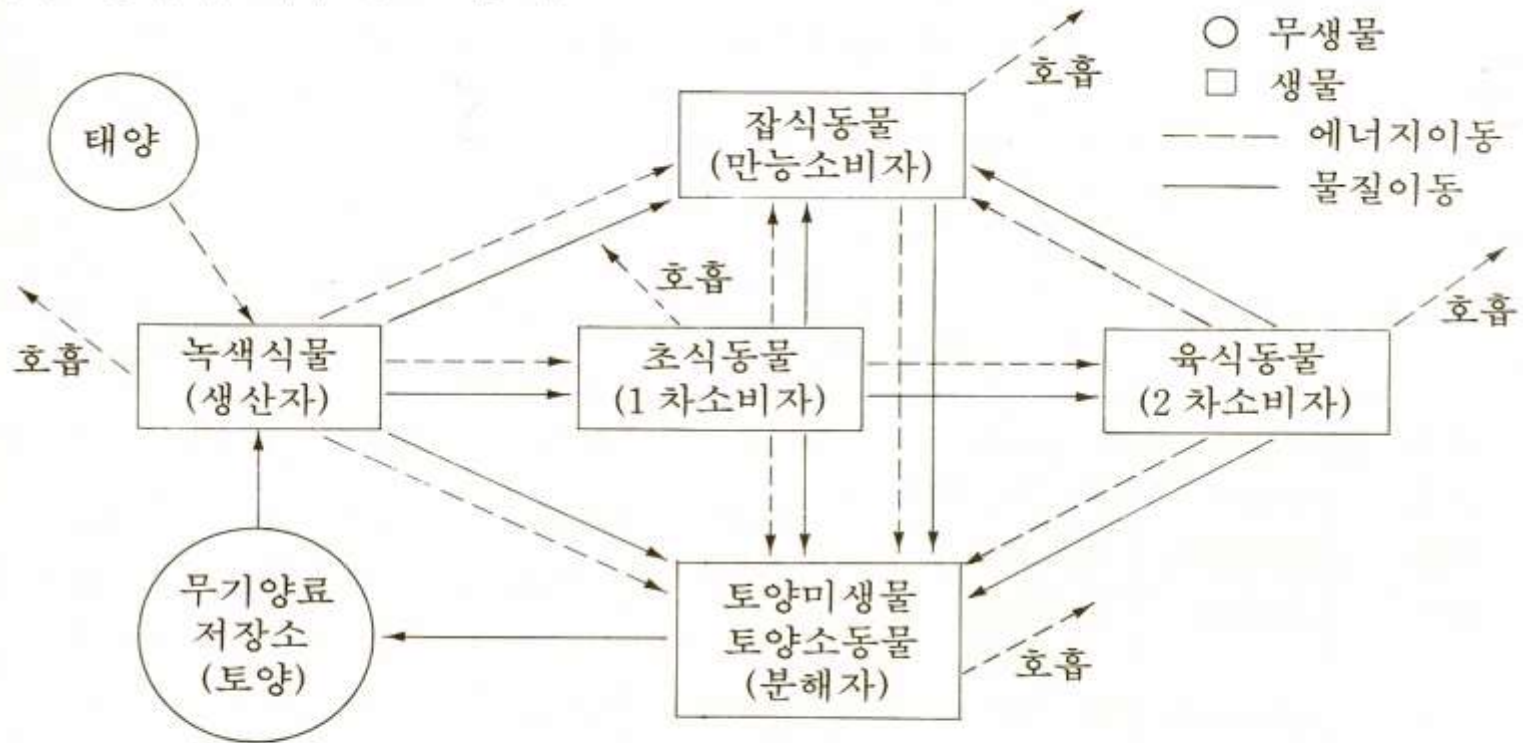 ○ 무생물
□ 생물
에너지이동
물질이동
태양
호흡
잡식동물
(만능소비자)
호흡
호흡
녹색식물
(생산자)
초식동물
(1차소비자)
육식동물
(2차소비자)
호흡
무기양료
저장소
(토양)
토양미생물
토양소동물
(분해자)
호흡